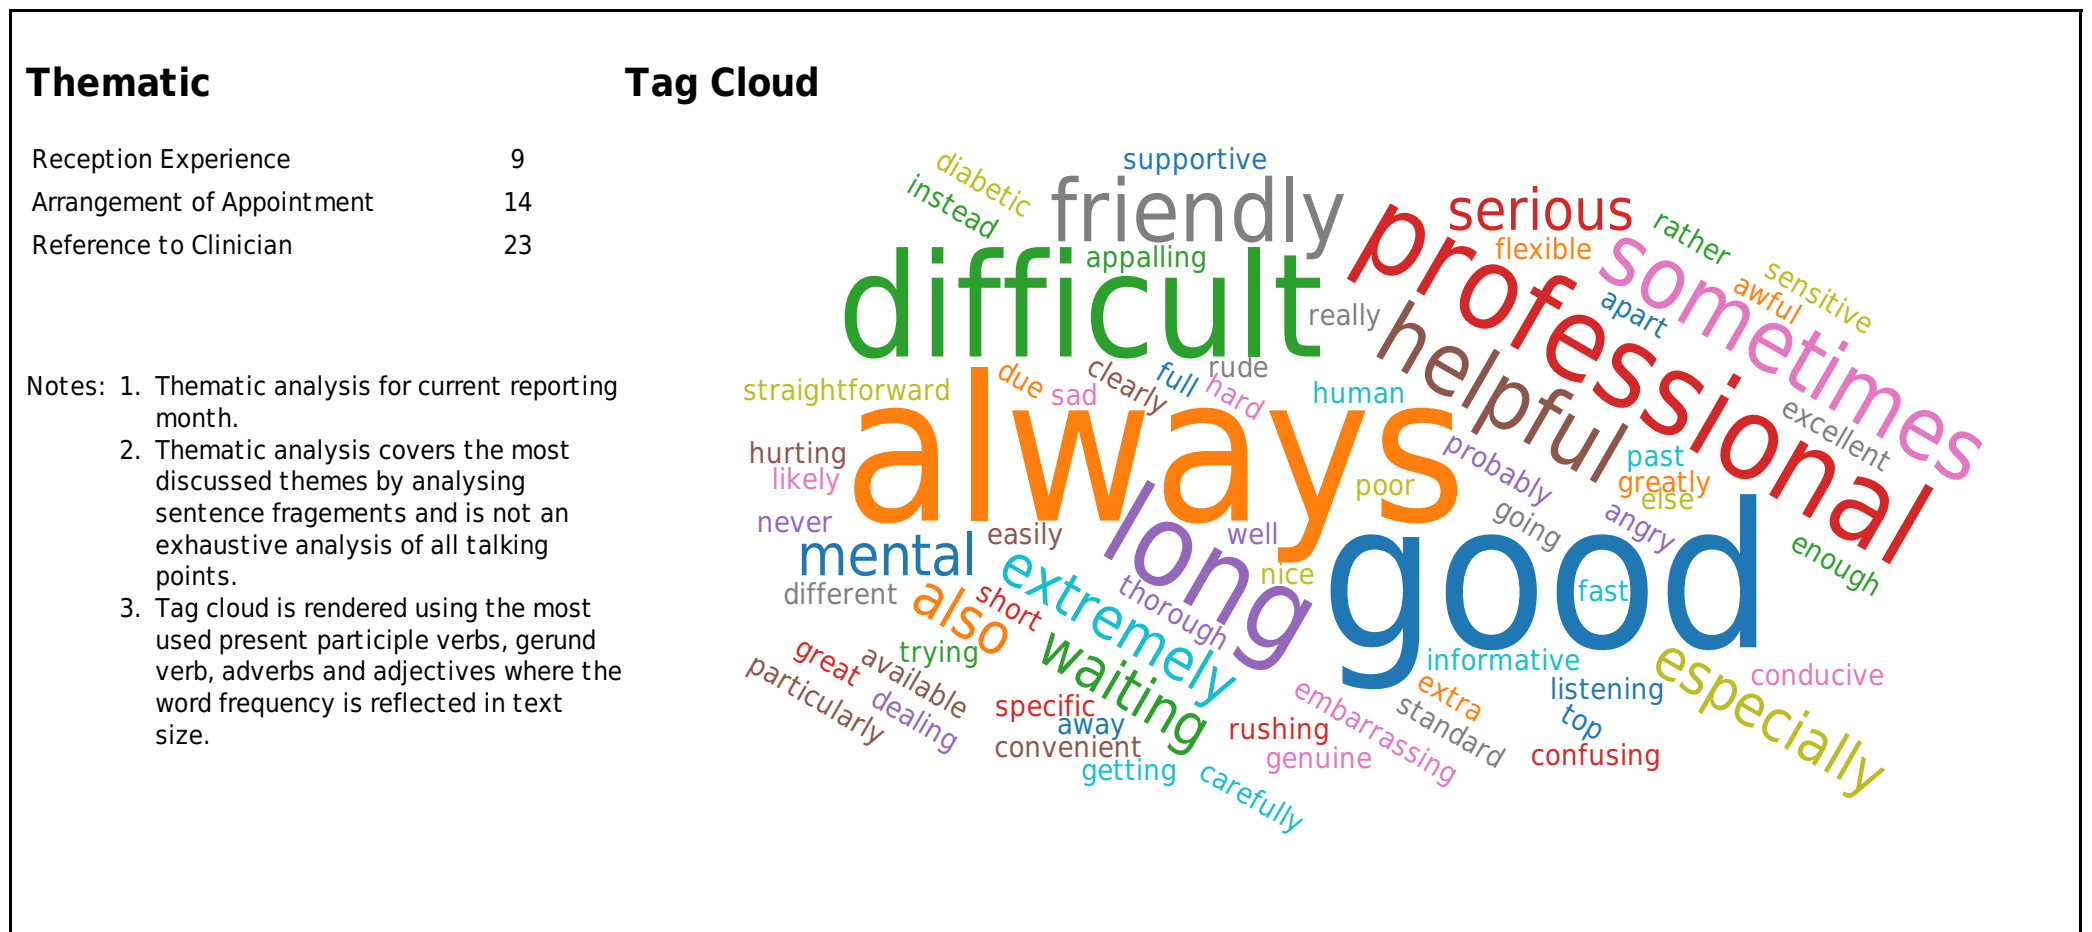 Thematic
Reception Experience 9
Arrangement of Appointment 14
Reference to Clinician 23
Notes: 1. Thematic analysis for current reporting
month.
2. Thematic analysis covers the most
discussed themes by analysing
sentence fragements and is not an
exhaustive analysis of all talking
points.
3. Tag cloud is rendered using the most
used present participle verbs, gerund
verb, adverbs and adjectives where the
word frequency is reflected in text
size.
Tag Cloud
supportive
diabetic
instead
friendly
serious
rather
flexible
professional
sometimes
sensitive
awful
apart
appalling
difficult
really
helpful
rude
due
clearly
full
hard
sad
human
straightforward
always
excellent
hurting
likely
probably
past
greatly
else
poor
long
never
easily
well
going
angry
good
mental
enough
extremely
nice
fast
different
also
short
thorough
waiting
trying
great
available
particularly
dealing
informative
especially
conducive
listening
extra
embarrassing
standard
top
specific
away
convenient
rushing
genuine
confusing
getting
carefully